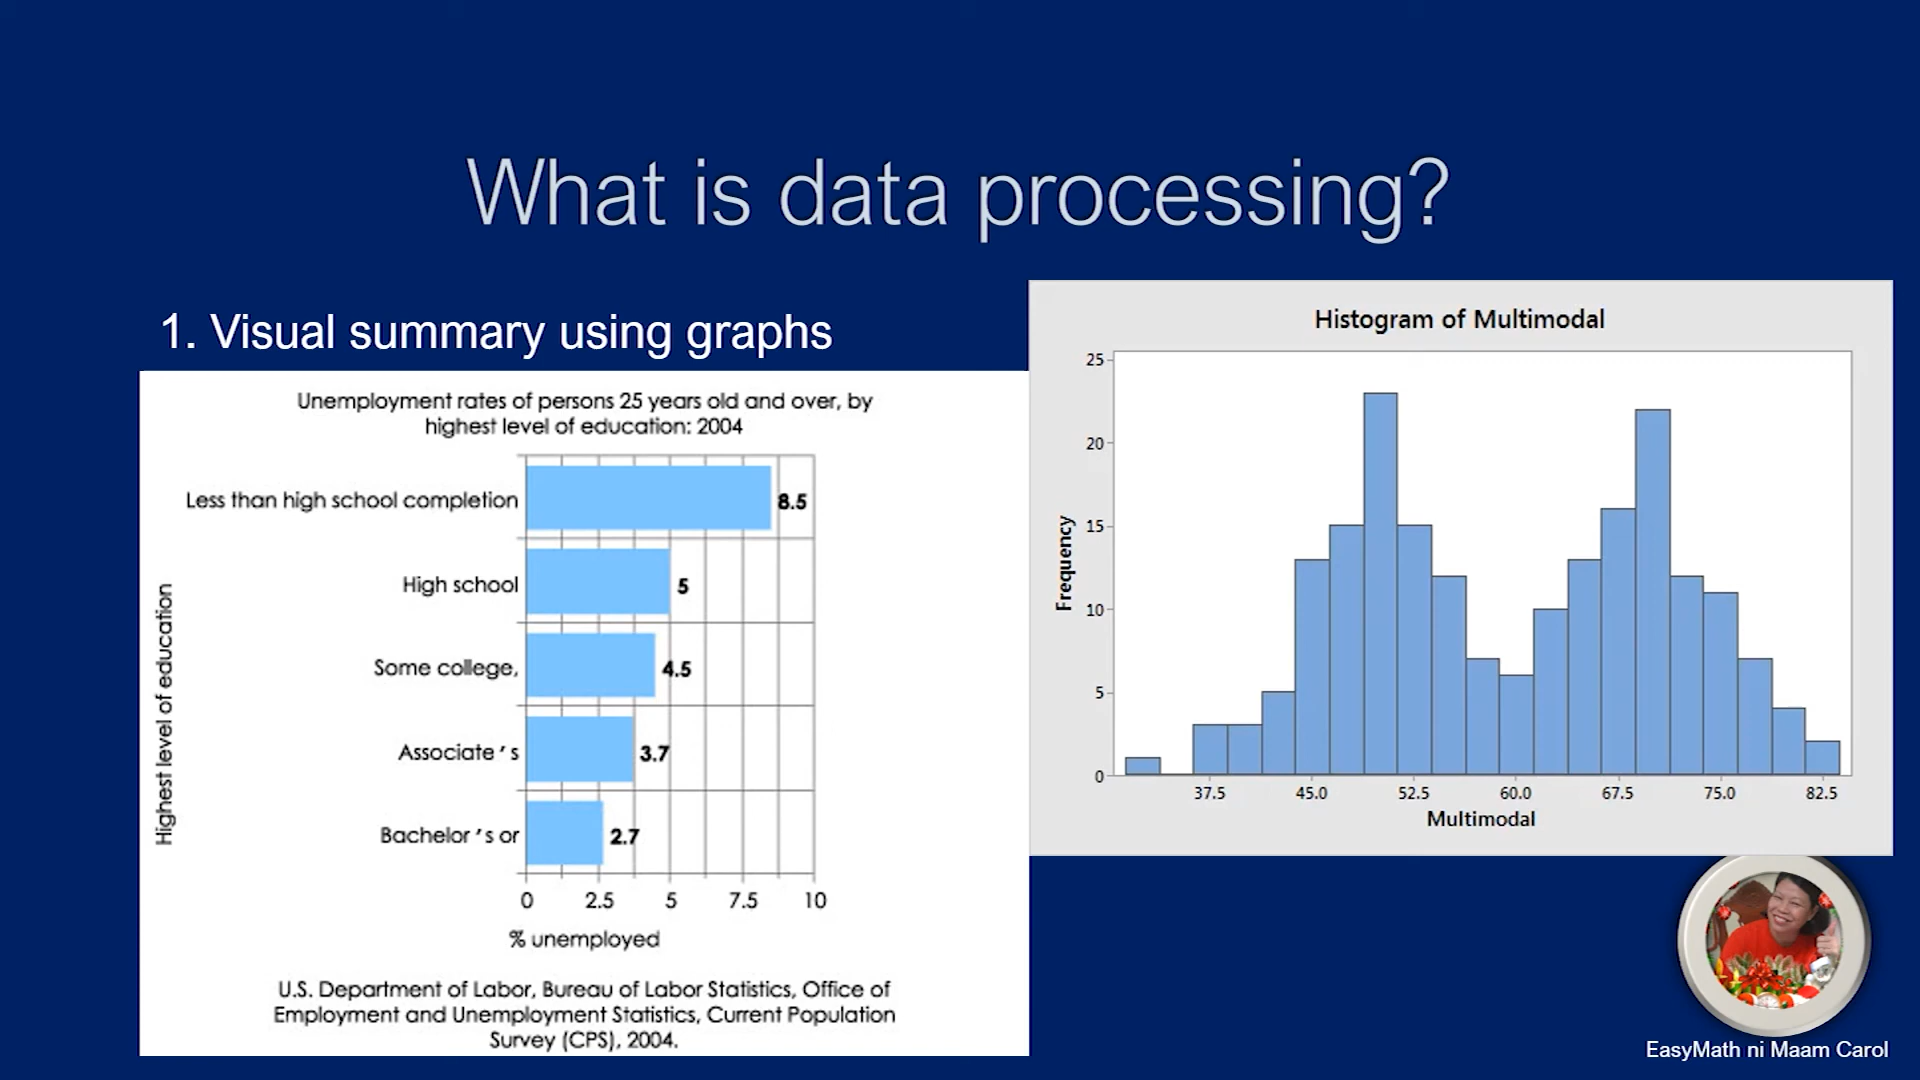 What is data processing?
1. Visual summary using graphs
Unemployment rates of persons 25 years old and over, by
highest level of education: 2004
Highest level of education
Less than high school completion
8.5
High school
5
Some college,
4.5
Associate's
3.7
Bachelor's or
2.7
0 2.5 5 7.5 10
% unemployed
U.S. Department of Labor, Bureau of Labor Statistics, Office of
Employment and Unemployment Statistics, Current Population
Survey (CPS), 2004.
Histogram of Multimodal
Frequency
25
20
15
10
5
0
37.5 45.0 52.5 60.0 67.5 75.0 82.5
Multimodal
EasyMath ni Maam Carol